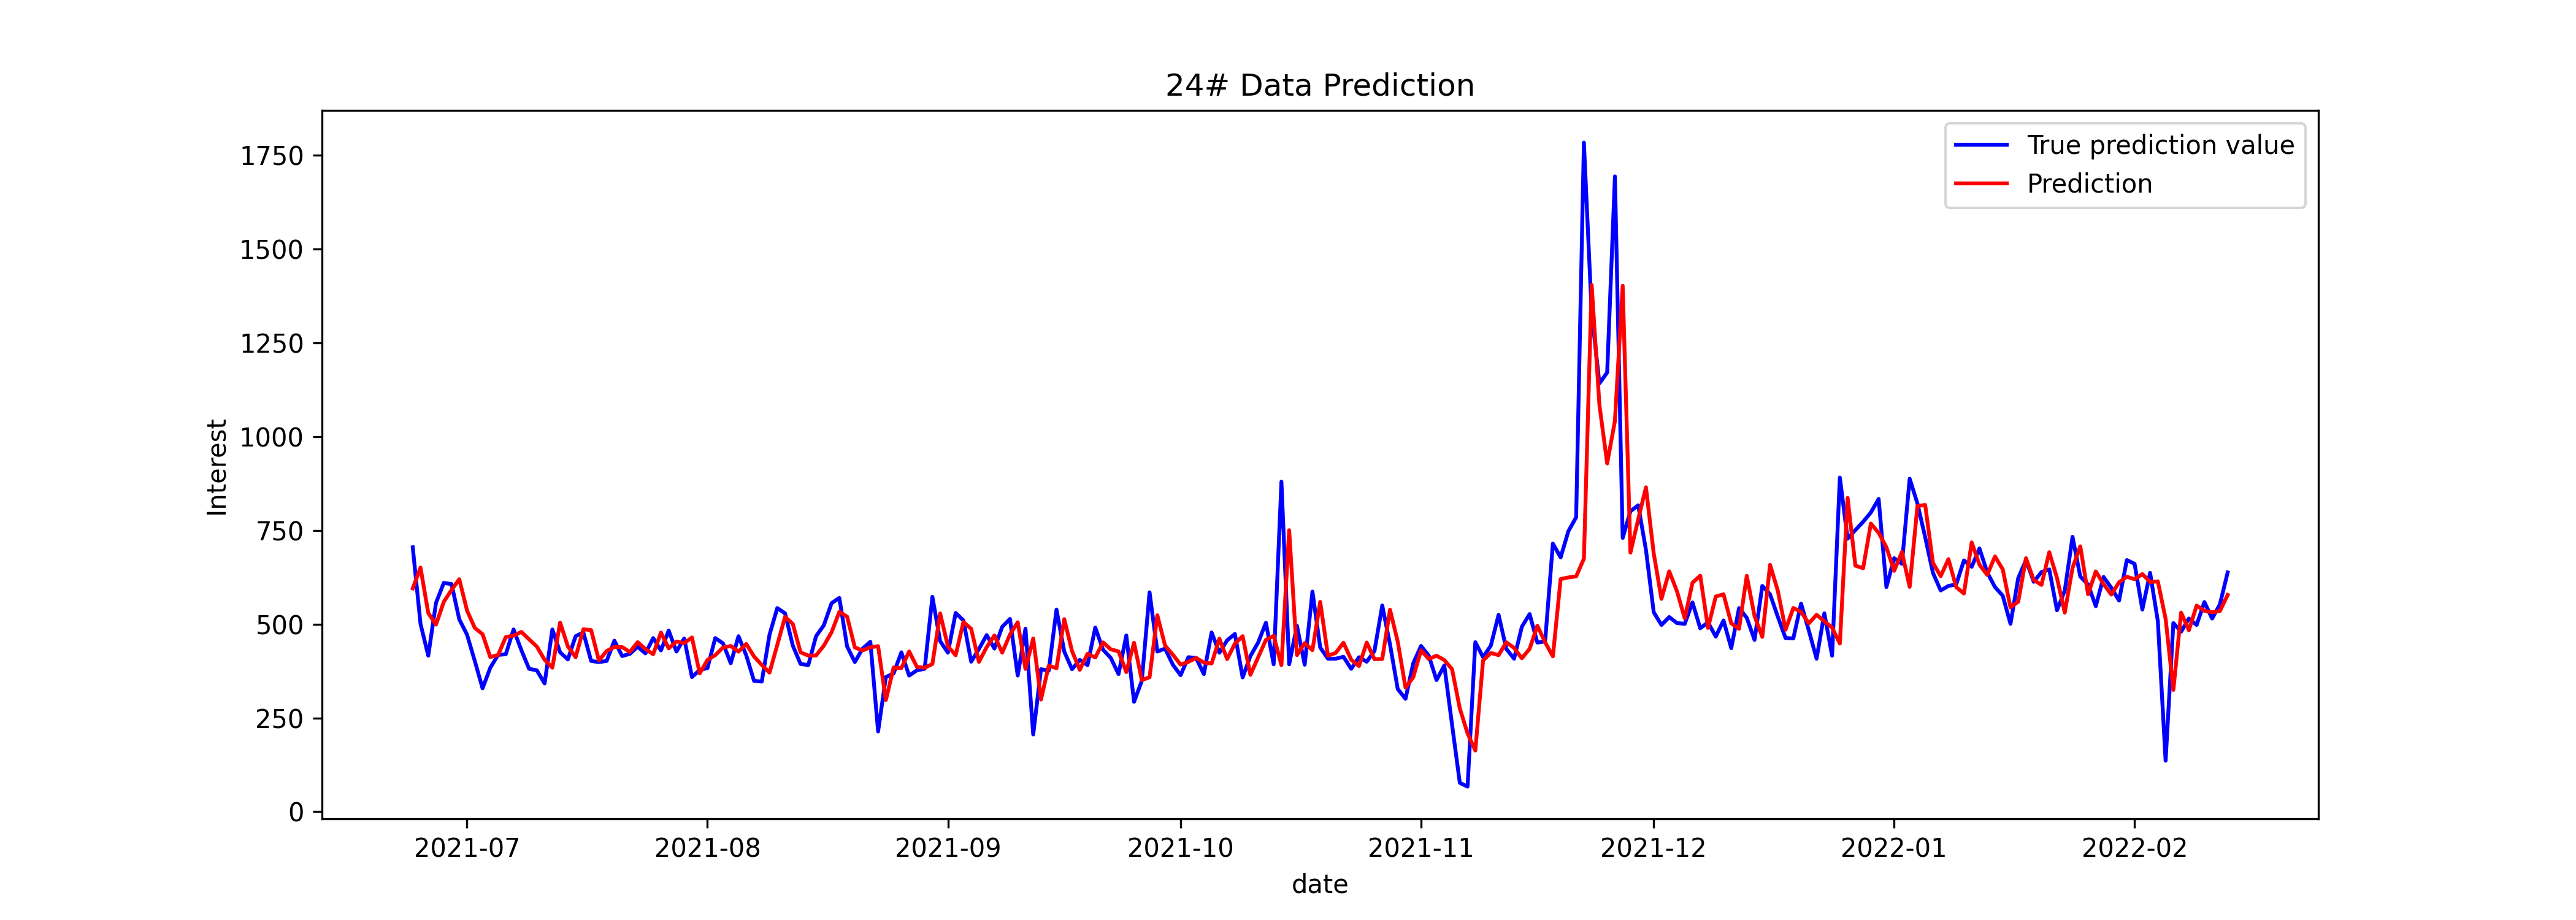 24# Data Prediction
True prediction value
Prediction
Interest
1750
1500
1250
1000
750
500
250
0
2021-07 2021-08 2021-09 2021-10 2021-11 2021-12 2022-01 2022-02
date